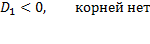 D₁ < 0, корней нет